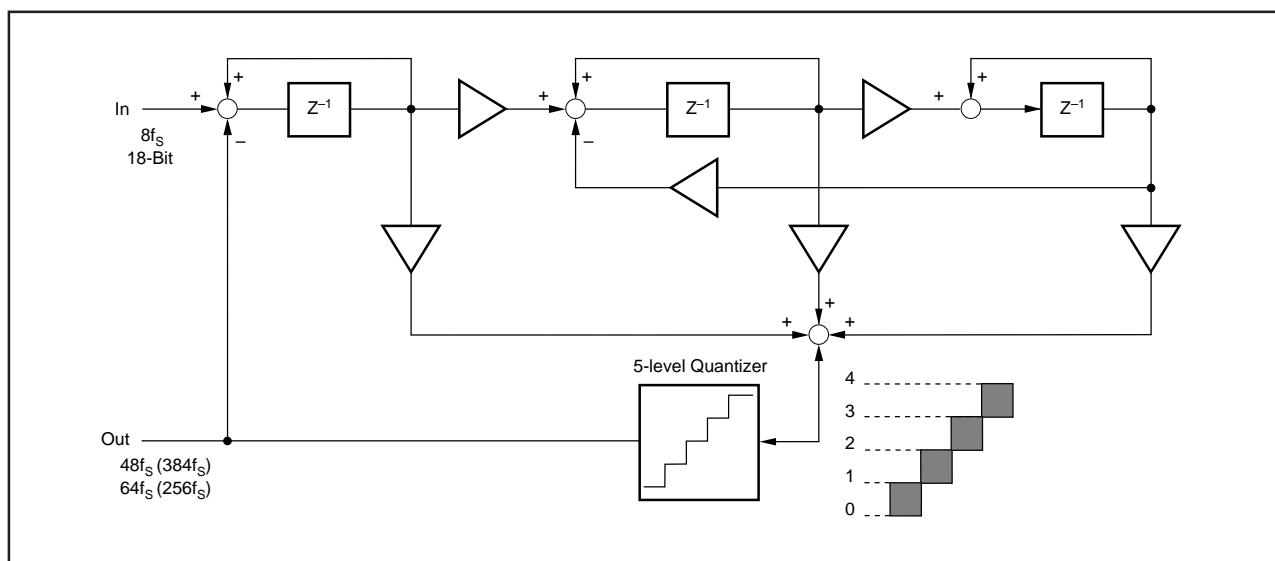 +
+
+
In
+
Z⁻¹
+
Z⁻¹
+
Z⁻¹
8fS
–
–
18-Bit
+
+
+
5-level Quantizer
4
3
Out
2
48fS (384fS)
1
64fS (256fS)
0